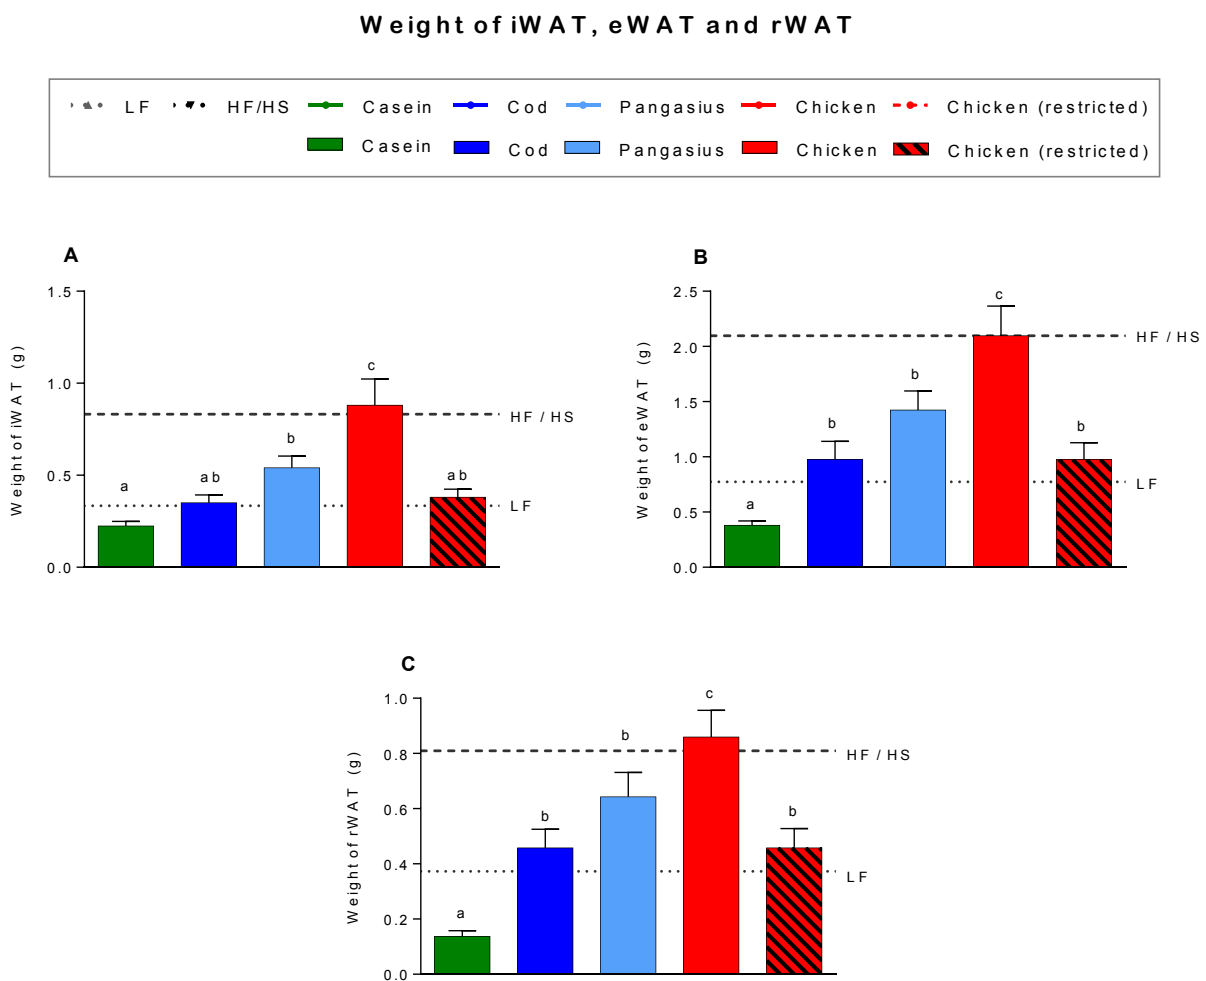 Weight of iWAT, eWAT and rWAT
LF HF/HS Casein Cod Pangasius Chicken Chicken (restricted)
Casein Cod Pangasius Chicken Chicken (restricted)
A
Weight of iWAT (g)
1.5
1.0
0.5
0.0
a
ab
b
c
ab
HF / HS
LF
B
Weight of eWAT (g)
2.5
2.0
1.5
1.0
0.5
0.0
a
b
b
c
b
HF / HS
LF
C
Weight of rWAT (g)
1.0
0.8
0.6
0.4
0.2
0.0
a
b
b
c
b
HF / HS
LF